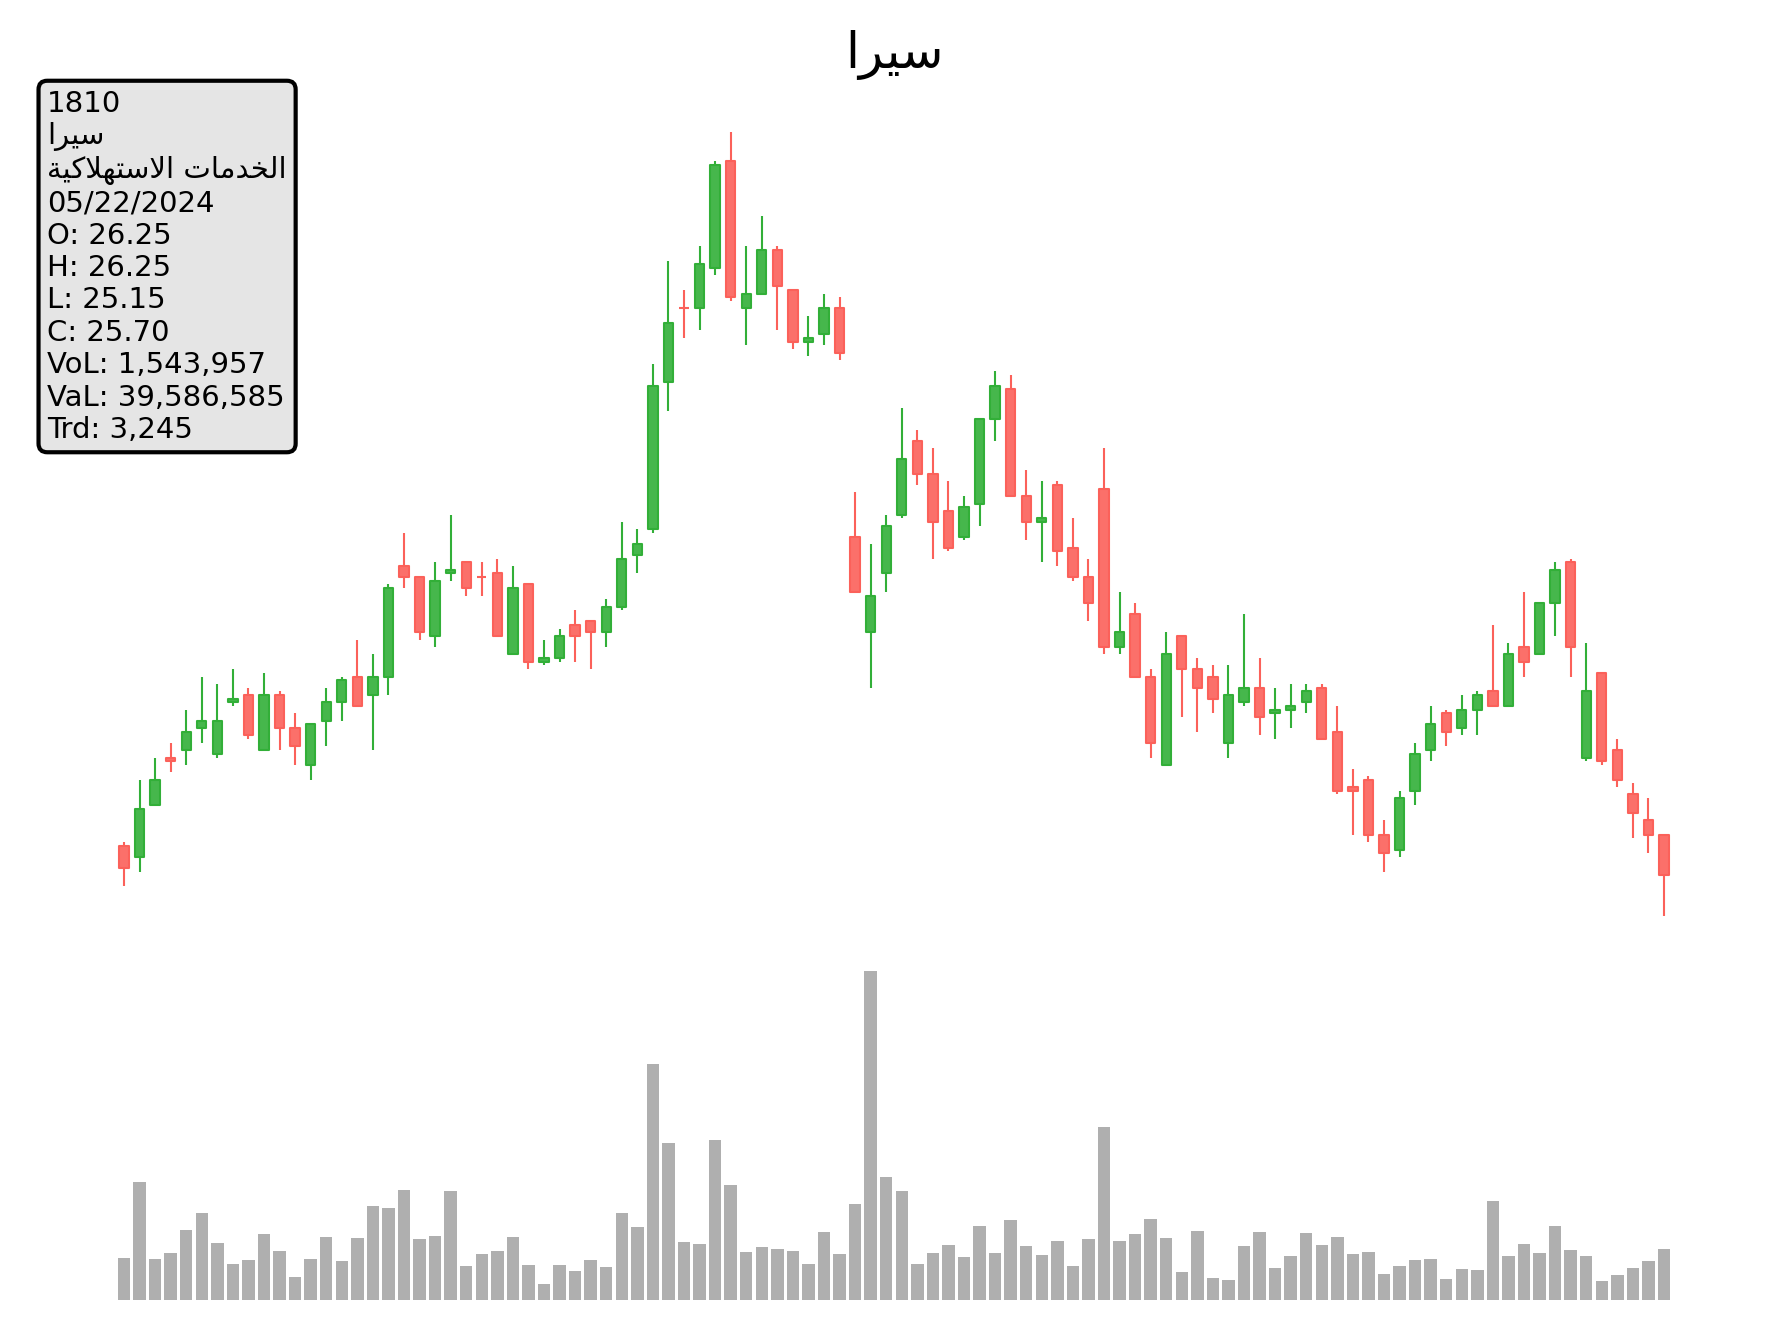 سيرا
1810
سيرا
الخدمات الاستهلاكية
05/22/2024
O: 26.25
H: 26.25
L: 25.15
C: 25.70
VoL: 1,543,957
VaL: 39,586,585
Trd: 3,245